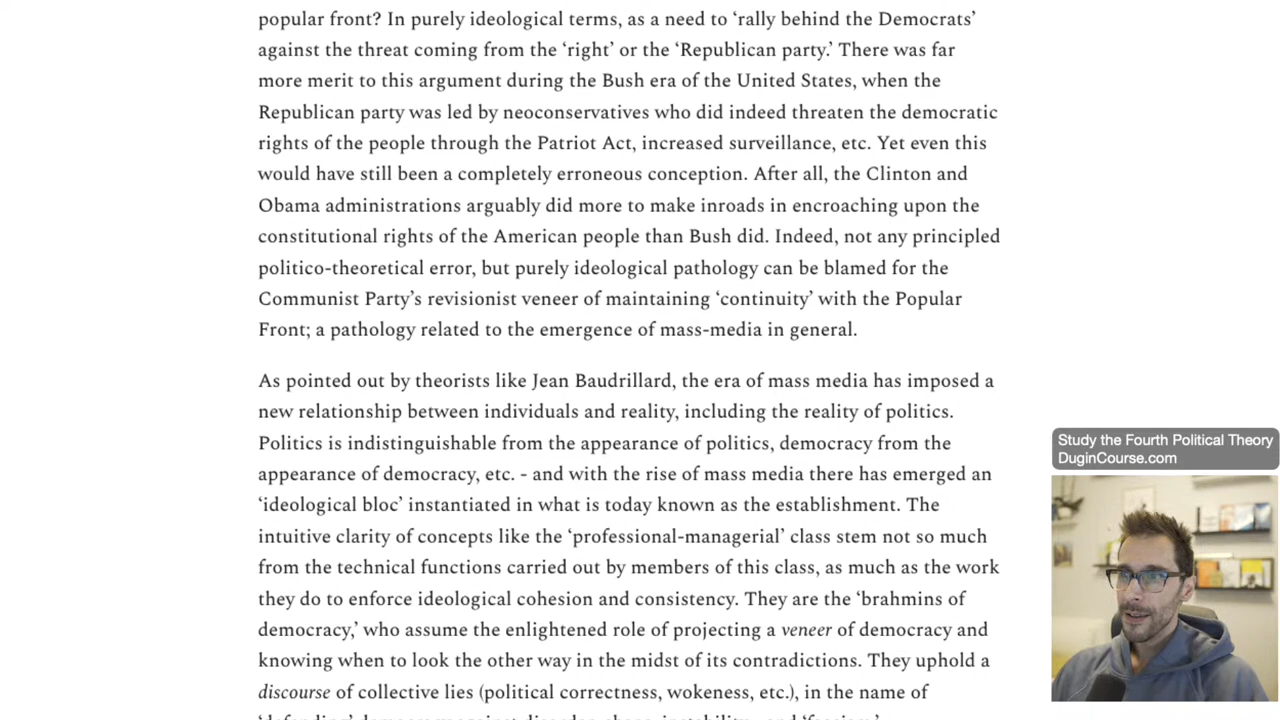 popular front? In purely ideological terms, as a need to ‘rally behind the Democrats’
against the threat coming from the ‘right’ or the ‘Republican party.’ There was far
more merit to this argument during the Bush era of the United States, when the
Republican party was led by neoconservatives who did indeed threaten the democratic
rights of the people through the Patriot Act, increased surveillance, etc. Yet even this
would have still been a completely erroneous conception. After all, the Clinton and
Obama administrations arguably did more to make inroads in encroaching upon the
constitutional rights of the American people than Bush did. Indeed, not any principled
politico-theoretical error, but purely ideological pathology can be blamed for the
Communist Party’s revisionist veneer of maintaining ‘continuity’ with the Popular
Front; a pathology related to the emergence of mass-media in general.
As pointed out by theorists like Jean Baudrillard, the era of mass media has imposed a
new relationship between individuals and reality, including the reality of politics.
Politics is indistinguishable from the appearance of politics, democracy from the
appearance of democracy, etc. - and with the rise of mass media there has emerged an
‘ideological bloc’ instantiated in what is today known as the establishment. The
intuitive clarity of concepts like the ‘professional-managerial’ class stem not so much
from the technical functions carried out by members of this class, as much as the work
they do to enforce ideological cohesion and consistency. They are the ‘brahmins of
democracy,’ who assume the enlightened role of projecting a veneer of democracy and
knowing when to look the other way in the midst of its contradictions. They uphold a
discourse of collective lies (political correctness, wokeness, etc.), in the name of
‘defending’ democracy against disorder, chaos, instability - and ‘fascism.’
Study the Fourth Political Theory
DuginCourse.com